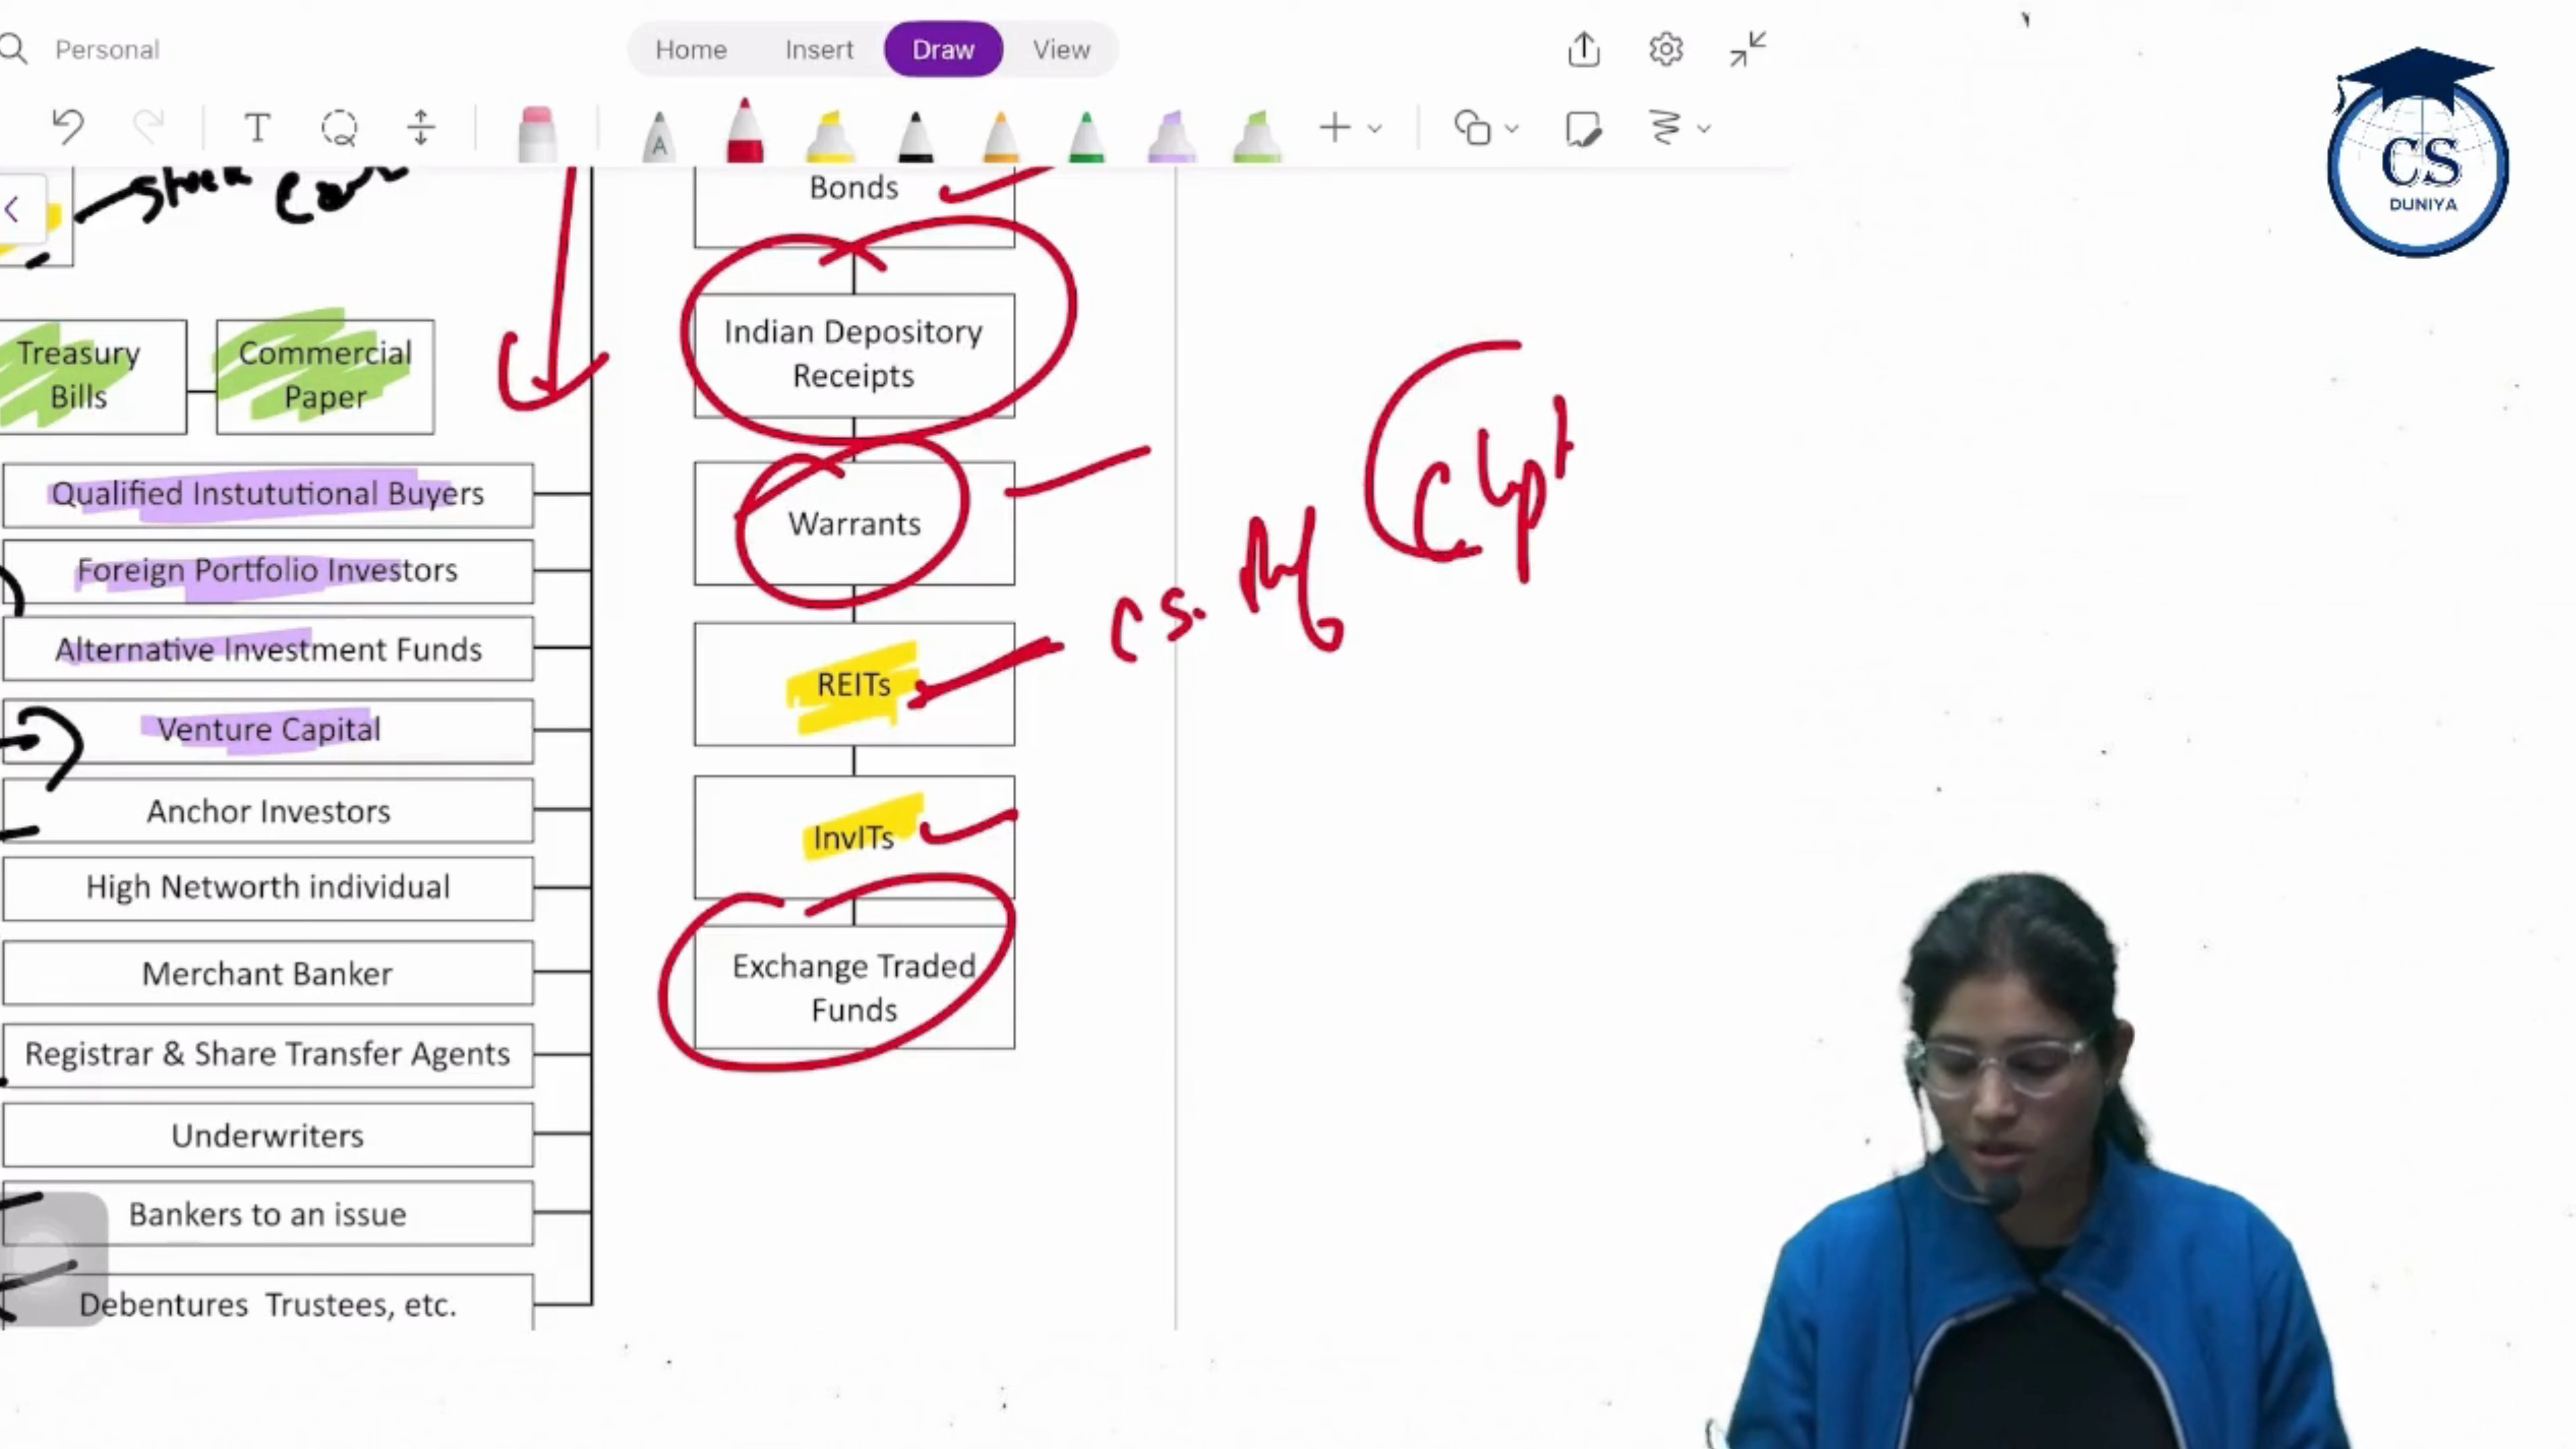 Personal
Home Insert Draw View
T
A
CS
DUNIYA
Bonds
Indian Depository
Receipts
Treasury
Bills
Commercial
Paper
Warrants
REITs
InvITs
Exchange Traded
Funds
Qualified Instututional Buyers
Foreign Portfolio Investors
Alternative Investment Funds
Venture Capital
Anchor Investors
High Networth individual
Merchant Banker
Registrar & Share Transfer Agents
Underwriters
Bankers to an issue
Debentures Trustees, etc.
cs.